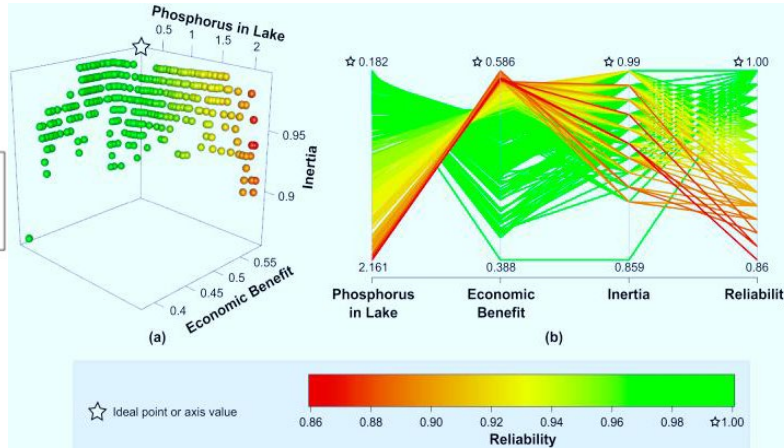 Phosphorus in Lake
0.5
1
1.5
2
0.95
0.9
Inertia
0.55
0.5
0.45
0.4
Economic Benefit
(a)
☆ 0.182
☆ 0.586
☆ 0.99
☆ 1.00
2.161
0.388
0.859
0.86
Phosphorus
in Lake
Economic
Benefit
Inertia
Reliabilit
(b)
☆ Ideal point or axis value
0.86 0.88 0.90 0.92 0.94 0.96 0.98 ☆1.00
Reliability